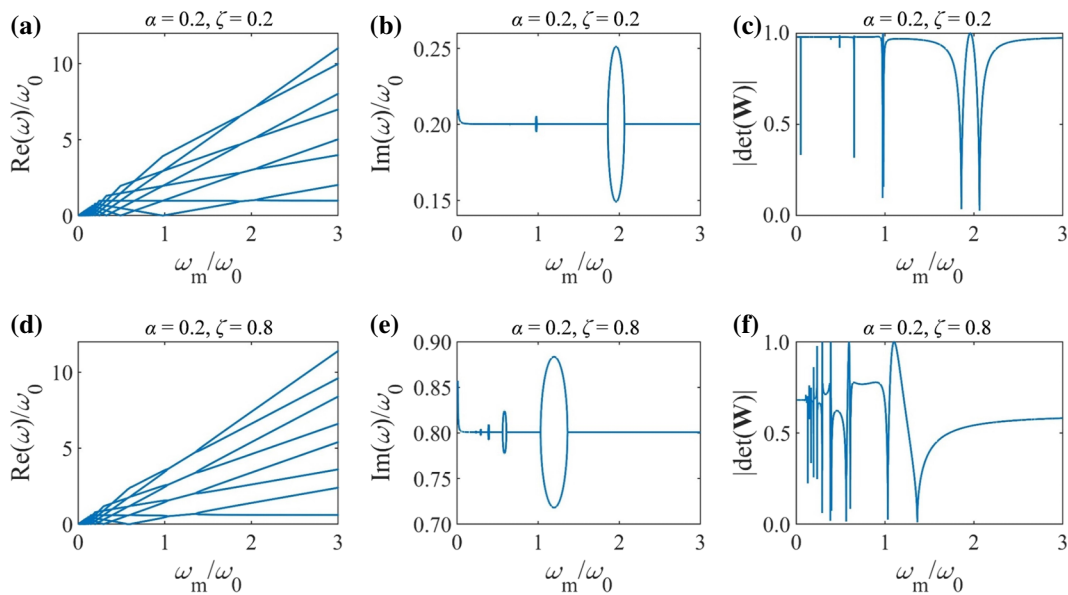 (a)
α = 0.2, ζ = 0.2
Re(ω)/ω0
10
5
0
0 1 2 3
ωm/ω0
(b)
α = 0.2, ζ = 0.2
Im(ω)/ω0
0.25
0.20
0.14
0 1 2 3
ωm/ω0
(c)
α = 0.2, ζ = 0.2
|det(W)|
1.0
0.5
0.0
0 1 2 3
ωm/ω0
(d)
α = 0.2, ζ = 0.8
Re(ω)/ω0
10
5
0
0 1 2 3
ωm/ω0
(e)
α = 0.2, ζ = 0.8
Im(ω)/ω0
0.90
0.85
0.80
0.75
0.70
0 1 2 3
ωm/ω0
(f)
α = 0.2, ζ = 0.8
|det(W)|
1.0
0.5
0.0
0 1 2 3
ωm/ω0